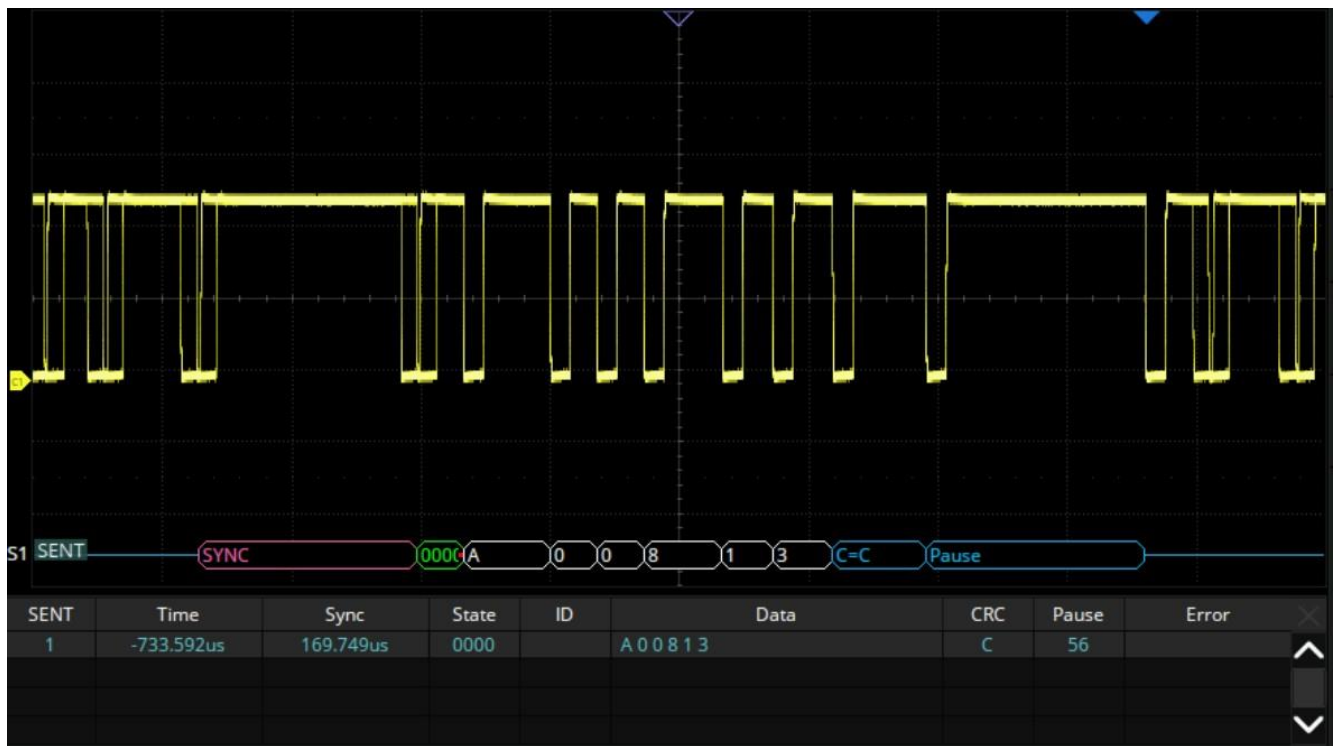 C1
S1 SENT SYNC 0000 A 0 0 8 1 3 C=C Pause
SENT Time Sync State ID Data CRC Pause Error
1 -733.592us 169.749us 0000 A 0 0 8 1 3 C 56